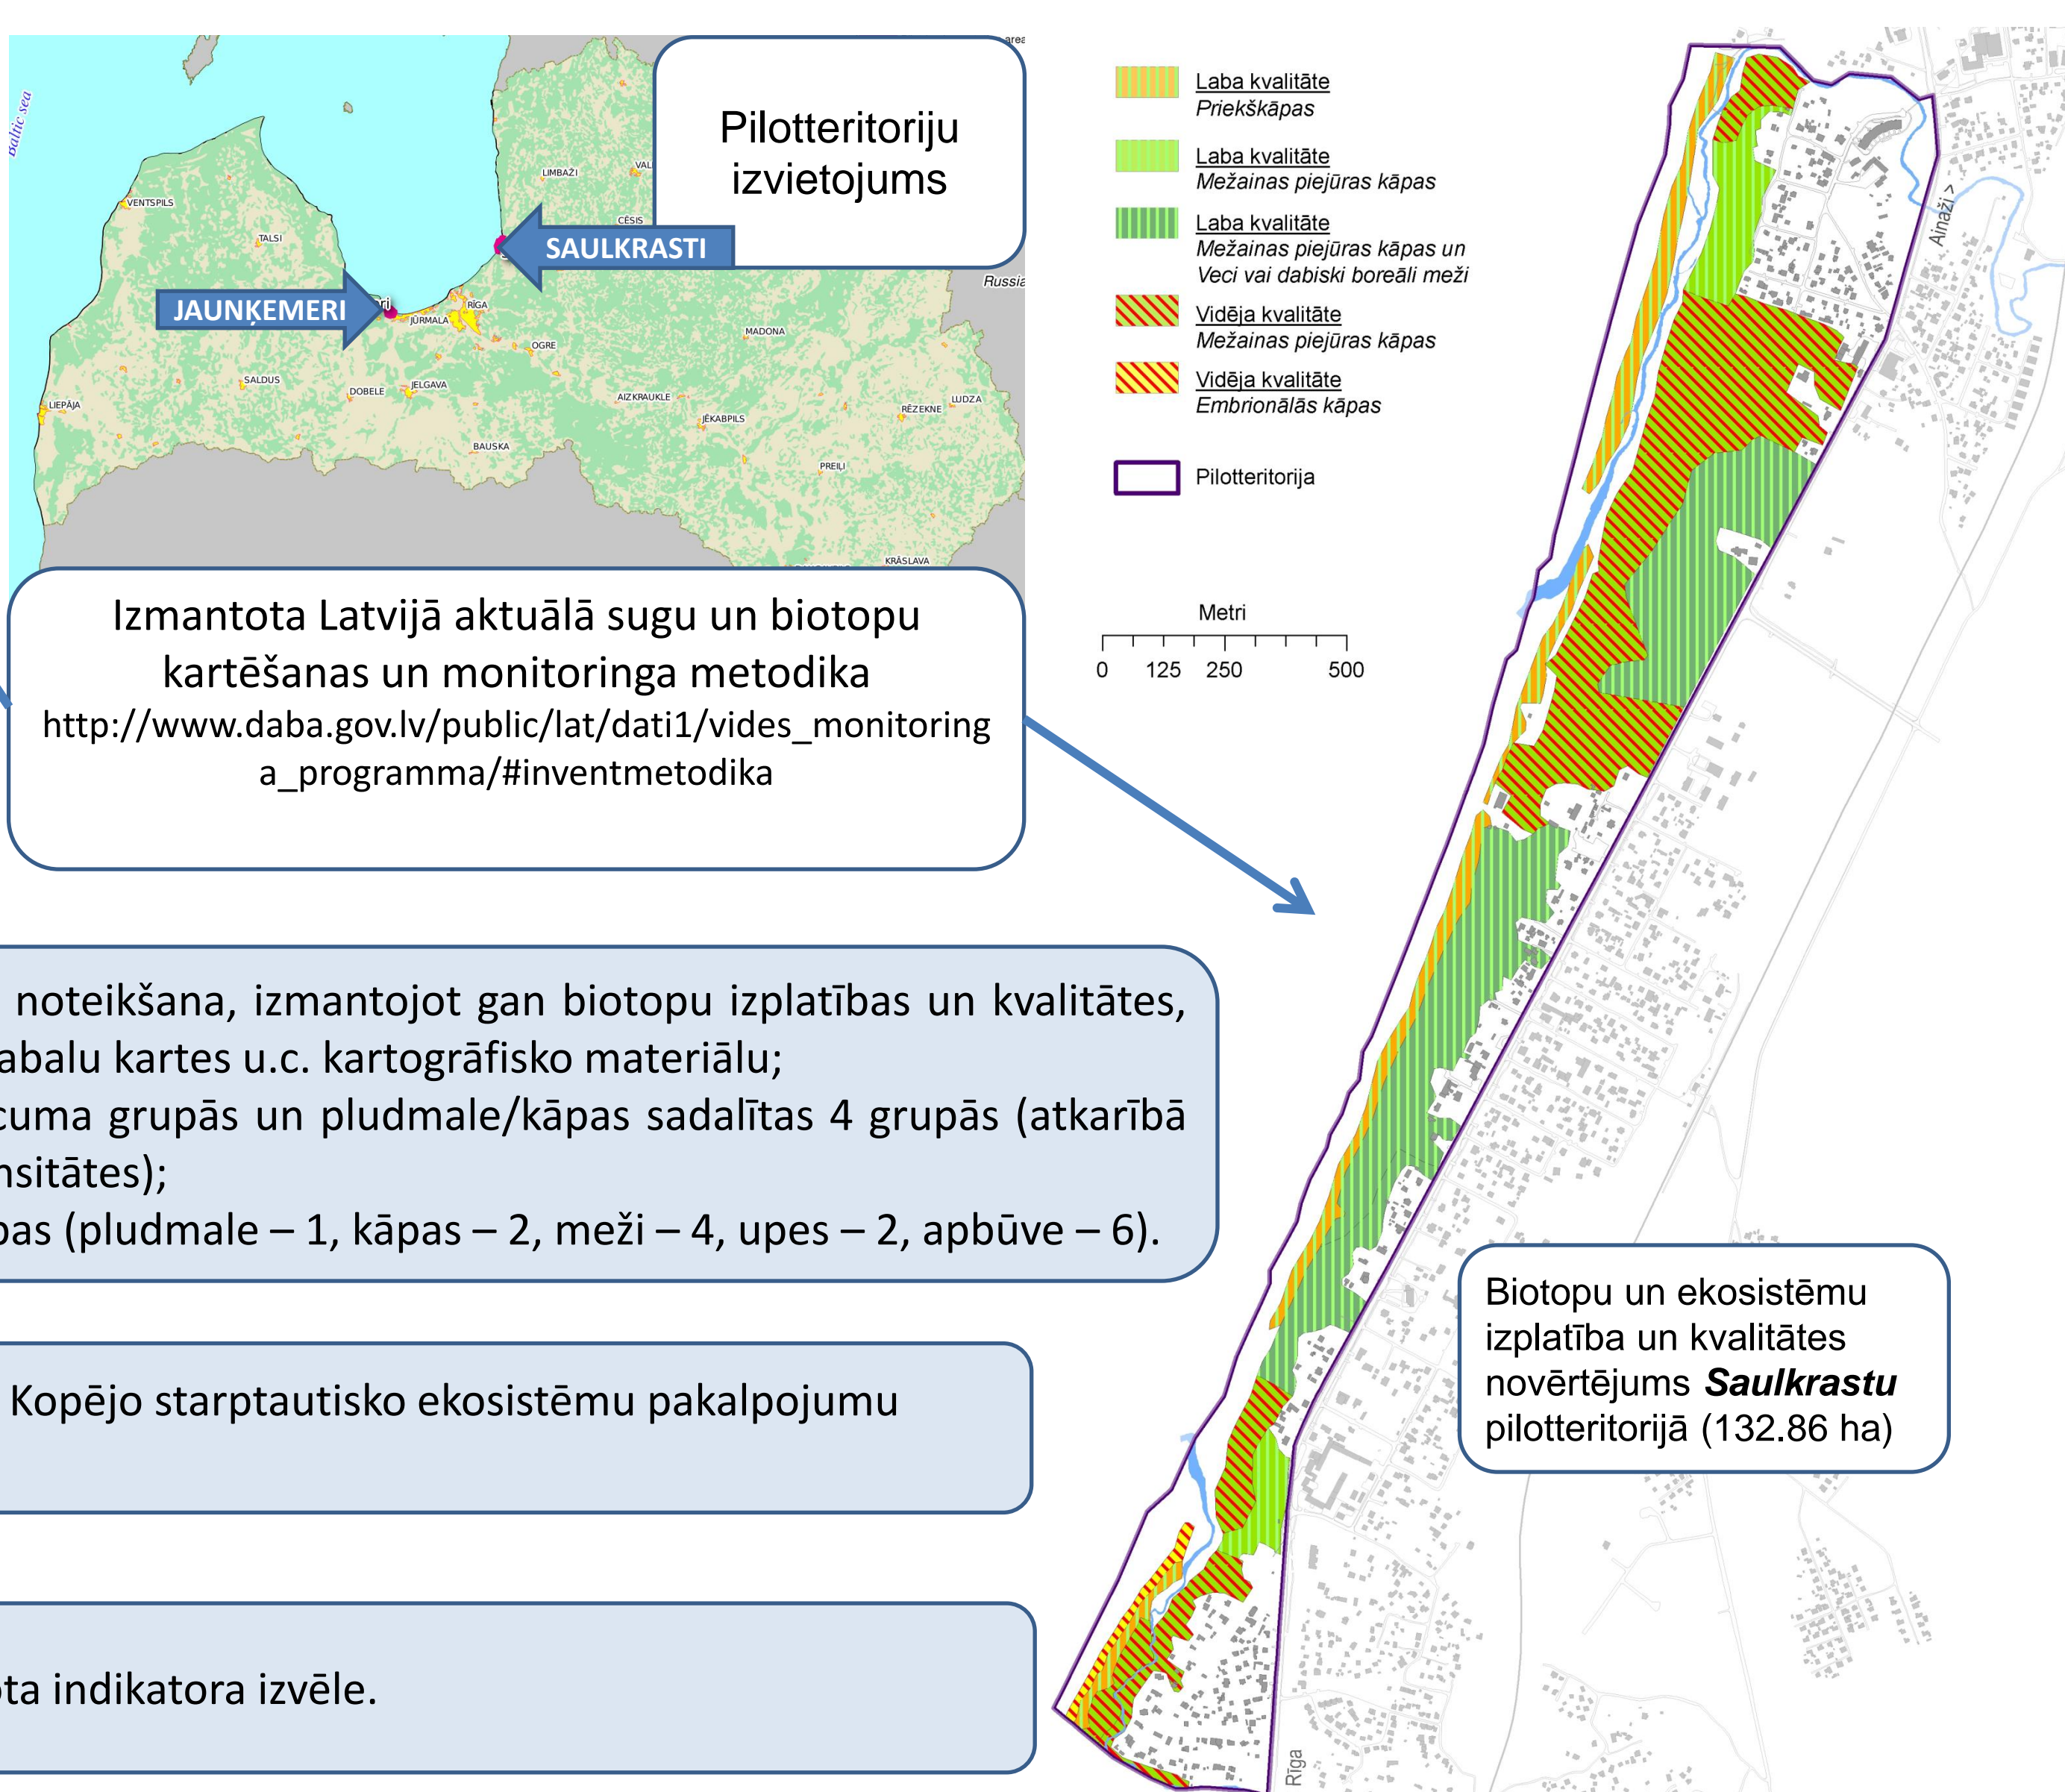 Baltic sea
area
VENTSPILS
TALSI
LIMBAŽI
CĒSIS
Pilotteritoriju
izvietojums
SAULKRASTI
JAUNĶEMERI
Russia
RĪGA
JŪRMALA
OGRE
MADONA
SALDUS
DOBELE
JELGAVA
LIEPĀJA
AIZKRAUKLE
JĒKABPILS
RĒZEKNE
LUDZA
BAUSKA
PREIĻI
KRĀSLAVA
Izmantota Latvijā aktuālā sugu un biotopu
kartēšanas un monitoringa metodika
http://www.daba.gov.lv/public/lat/dati1/vides_monitoring
a_programma/#inventmetodika
noteikšana, izmantojot gan biotopu izplatības un kvalitātes,
abalu kartes u.c. kartogrāfisko materiālu;
cuma grupās un pludmale/kāpas sadalītas 4 grupās (atkarībā
nsitātes);
pas (pludmale – 1, kāpas – 2, meži – 4, upes – 2, apbūve – 6).
Kopējo starptautisko ekosistēmu pakalpojumu
ota indikatora izvēle.
Laba kvalitāte
Priekškāpas
Laba kvalitāte
Mežainas piejūras kāpas
Laba kvalitāte
Mežainas piejūras kāpas un
Veci vai dabiski boreāli meži
Vidēja kvalitāte
Mežainas piejūras kāpas
Vidēja kvalitāte
Embrionālās kāpas
Pilotteritorija
Metri
0 125 250 500
Ainaži >
Rīga
Biotopu un ekosistēmu
izplatība un kvalitātes
novērtējums Saulkrastu
pilotteritorijā (132.86 ha)